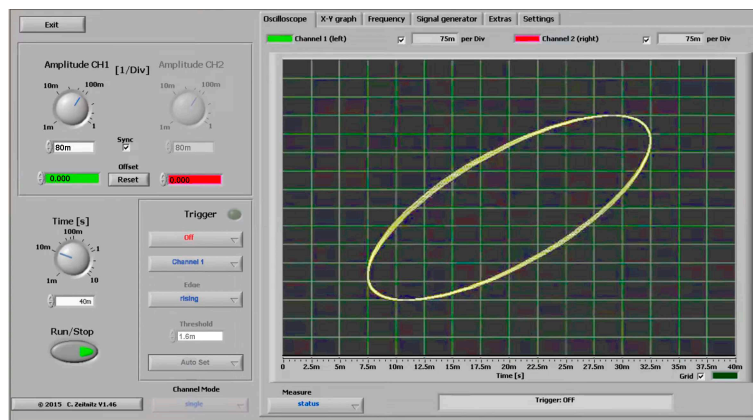 Exit
Oscilloscope X-Y graph Frequency Signal generator Extras Settings
Channel 1 (left) 75m per Div Channel 2 (right) 75m per Div
Amplitude CH1 [1/Div] Amplitude CH2
10m 100m 10m 100m
1m 1 1m 1
80m Sync 80m
Offset
0.000 Reset 0.000
Time [s]
100m
10m 1
1m 10
40m
Trigger
Off
Channel 1
Edue
rising
Threshold
1.6m
Auto Set
Run/Stop
Channel Mode
single
© 2015 C. Zeitnitz V1.46
0 2.5m 5m 7.5m 10m 12.5m 15m 17.5m 20m 22.5m 25m 27.5m 30m 32.5m 35m 37.5m 40m
Time [s]
Grid
Measure
status
Trigger: OFF